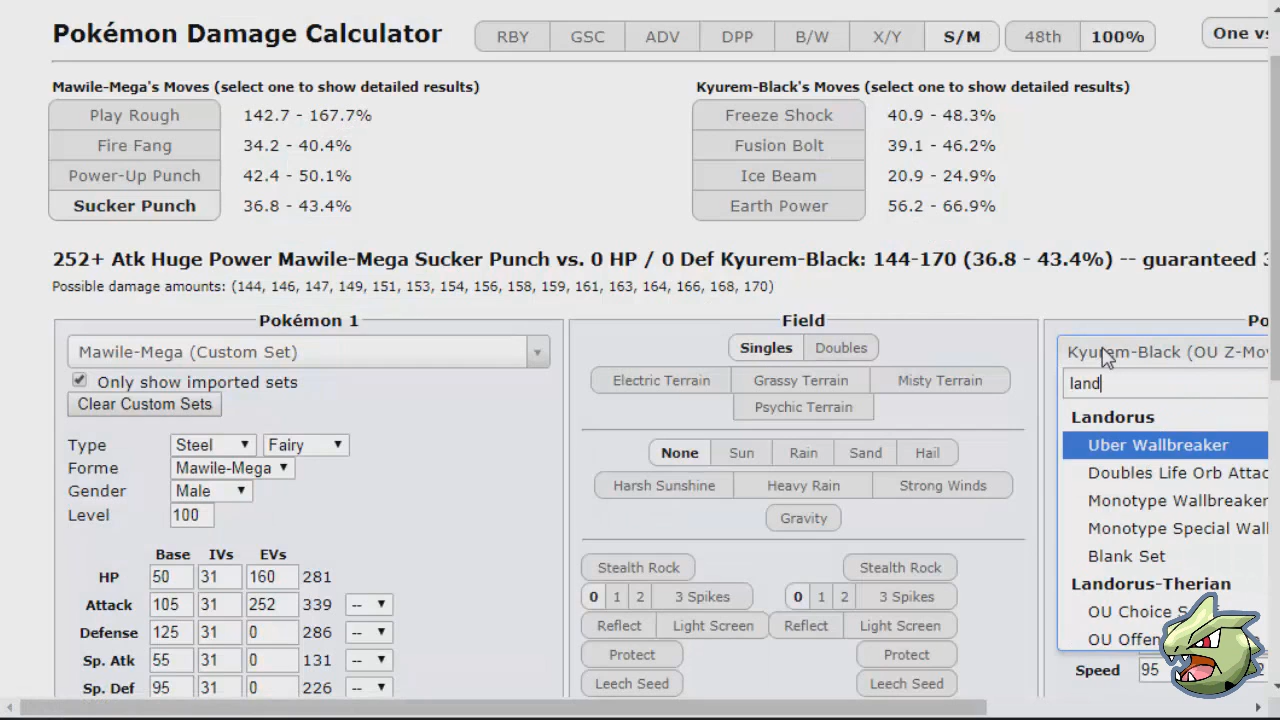 Pokémon Damage Calculator RBY GSC ADV DPP B/W X/Y S/M 48th 100% One vs
Mawile-Mega's Moves (select one to show detailed results) Kyurem-Black's Moves (select one to show detailed results)
Play Rough 142.7 - 167.7% Freeze Shock 40.9 - 48.3%
Fire Fang 34.2 - 40.4% Fusion Bolt 39.1 - 46.2%
Power-Up Punch 42.4 - 50.1% Ice Beam 20.9 - 24.9%
Sucker Punch 36.8 - 43.4% Earth Power 56.2 - 66.9%
252+ Atk Huge Power Mawile-Mega Sucker Punch vs. 0 HP / 0 Def Kyurem-Black: 144-170 (36.8 - 43.4%) -- guaranteed 3
Possible damage amounts: (144, 146, 147, 149, 151, 153, 154, 156, 158, 159, 161, 163, 164, 166, 168, 170)
Pokémon 1 Field Po
Mawile-Mega (Custom Set) Singles Doubles Kyurem-Black (OU Z-Mov
Only show imported sets Electric Terrain Grassy Terrain Misty Terrain land
Clear Custom Sets Psychic Terrain Landorus
Type Steel Fairy None Sun Rain Sand Hail Uber Wallbreaker
Forme Mawile-Mega Doubles Life Orb Attac
Gender Male Harsh Sunshine Heavy Rain Strong Winds Monotype Wallbreaker
Level 100 Gravity Monotype Special Wall
Base IVs EVs Blank Set
HP 50 31 160 281 Stealth Rock Stealth Rock Landorus-Therian
Attack 105 31 252 339 -- 0 1 2 3 Spikes 0 1 2 3 Spikes OU Choice
Defense 125 31 0 286 -- Reflect Light Screen Reflect Light Screen OU Offen
Sp. Atk 55 31 0 131 -- Protect Protect
Sp. Def 95 31 0 226 -- Leech Seed Leech Seed Speed 95